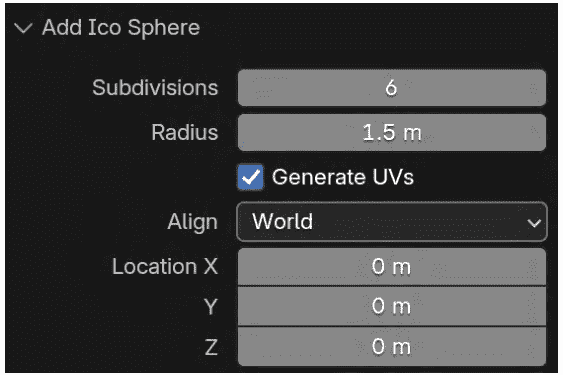 Add Ico Sphere
Subdivisions 6
Radius 1.5 m
Generate UVs
Align World
Location X 0 m
Y 0 m
Z 0 m